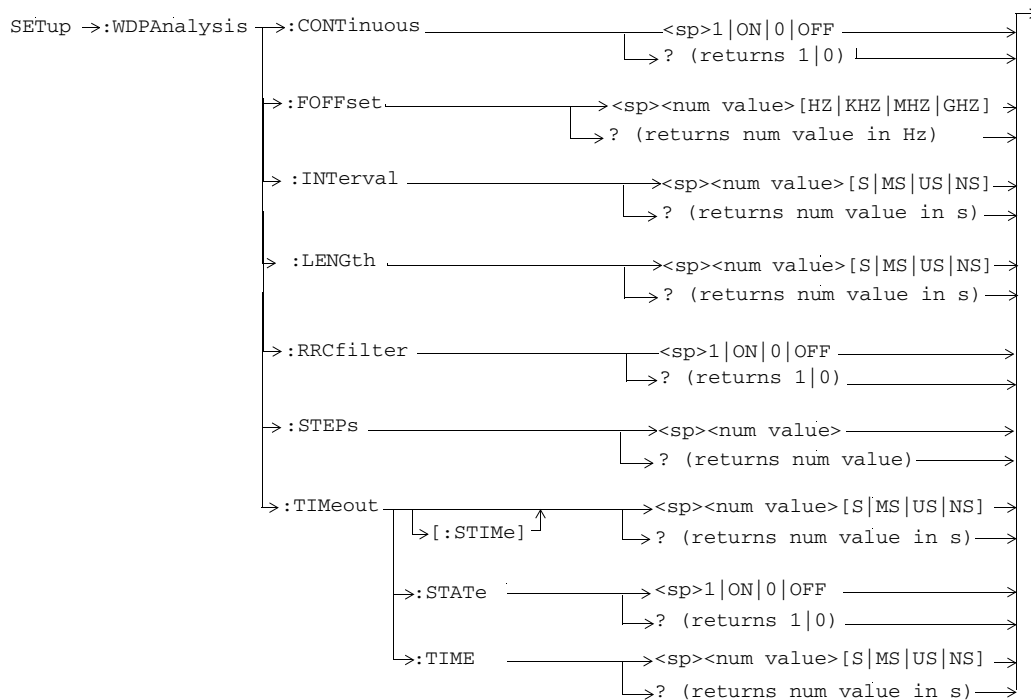 SETup :WDPAnalysis :CONTinuous <sp>1|ON|0|OFF
? (returns 1|0)
:FOFFset <sp><num value>[HZ|KHZ|MHZ|GHZ]
? (returns num value in Hz)
:INTerval <sp><num value>[S|MS|US|NS]
? (returns num value in s)
:LENGth <sp><num value>[S|MS|US|NS]
? (returns num value in s)
:RRCfilter <sp>1|ON|0|OFF
? (returns 1|0)
:STEPs <sp><num value>
? (returns num value)
:TIMeout <sp><num value>[S|MS|US|NS]
[:STIMe] ? (returns num value in s)
:STATe <sp>1|ON|0|OFF
? (returns 1|0)
:TIME <sp><num value>[S|MS|US|NS]
? (returns num value in s)